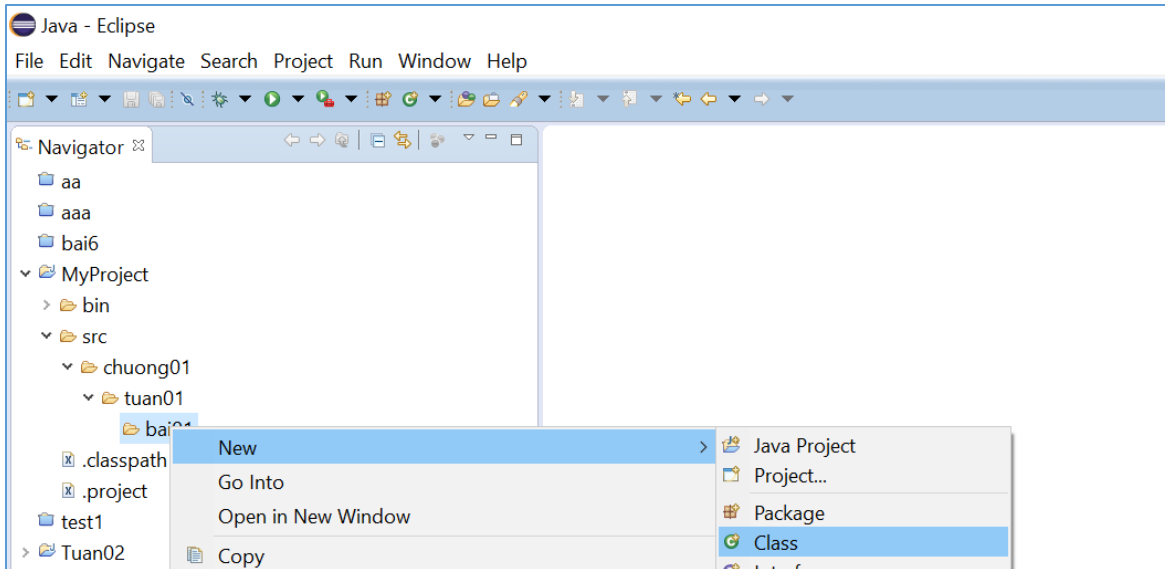 Java - Eclipse
File Edit Navigate Search Project Run Window Help
Navigator
aa
aaa
bai6
MyProject
bin
src
chuong01
tuan01
bai01
New
Java Project
.classpath
Go Into
Project...
.project
Open in New Window
Package
test1
Class
Tuan02
Copy